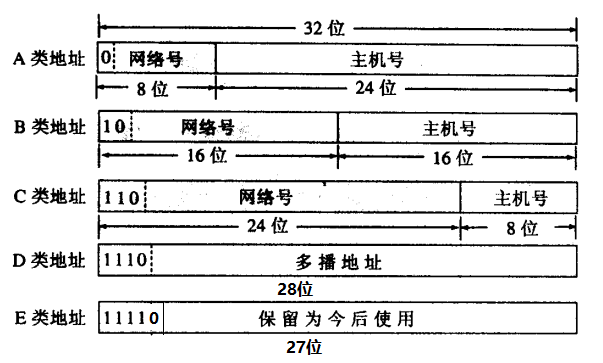 32 位
A 类地址 0 网络号 主机号
8 位 24 位
B 类地址 10 网络号 主机号
16 位 16 位
C 类地址 110 网络号 主机号
24 位 8 位
D 类地址 1110 多播地址
28位
E 类地址 11110 保留为今后使用
27位